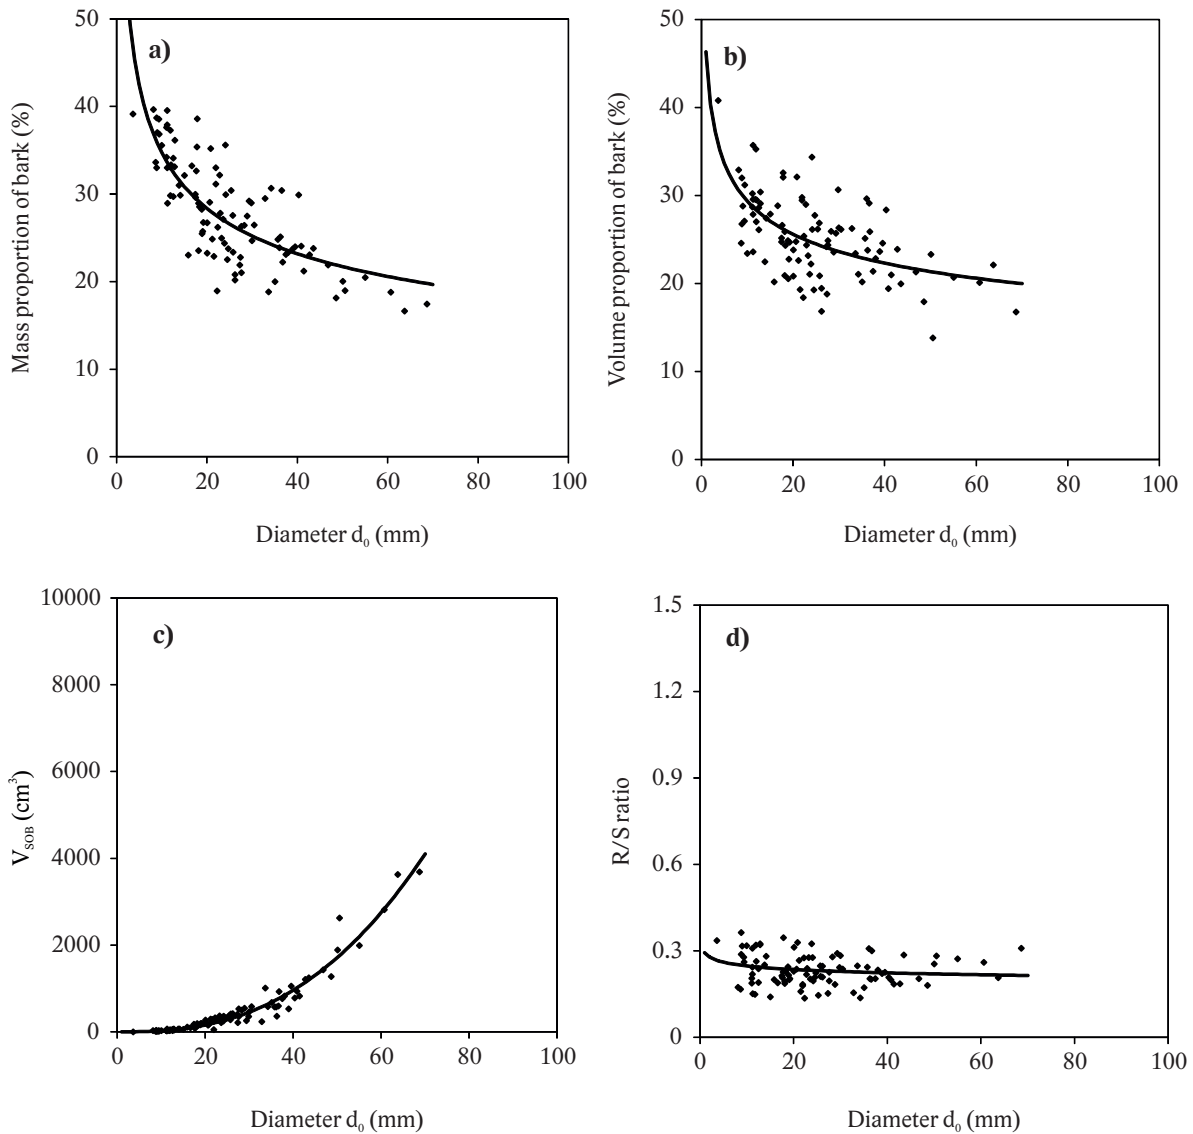 a)
50
40
30
20
10
0
Mass proportion of bark (%)
0 20 40 60 80 100
Diameter d₀ (mm)
b)
50
40
30
20
10
0
Volume proportion of bark (%)
0 20 40 60 80 100
Diameter d₀ (mm)
c)
10000
8000
6000
4000
2000
0
V_SOB (cm³)
0 20 40 60 80 100
Diameter d₀ (mm)
d)
1.5
1.2
0.9
0.6
0.3
0
R/S ratio
0 20 40 60 80 100
Diameter d₀ (mm)